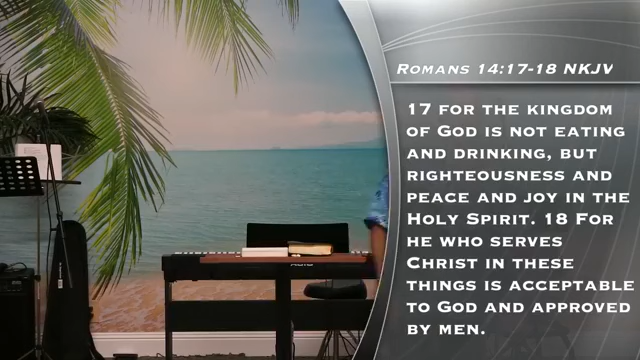 Romans 14:17-18 NKJV
17 for the kingdom
of God is not eating
and drinking, but
righteousness and
peace and joy in the
Holy Spirit. 18 For
he who serves
Christ in these
things is acceptable
to God and approved
by men.